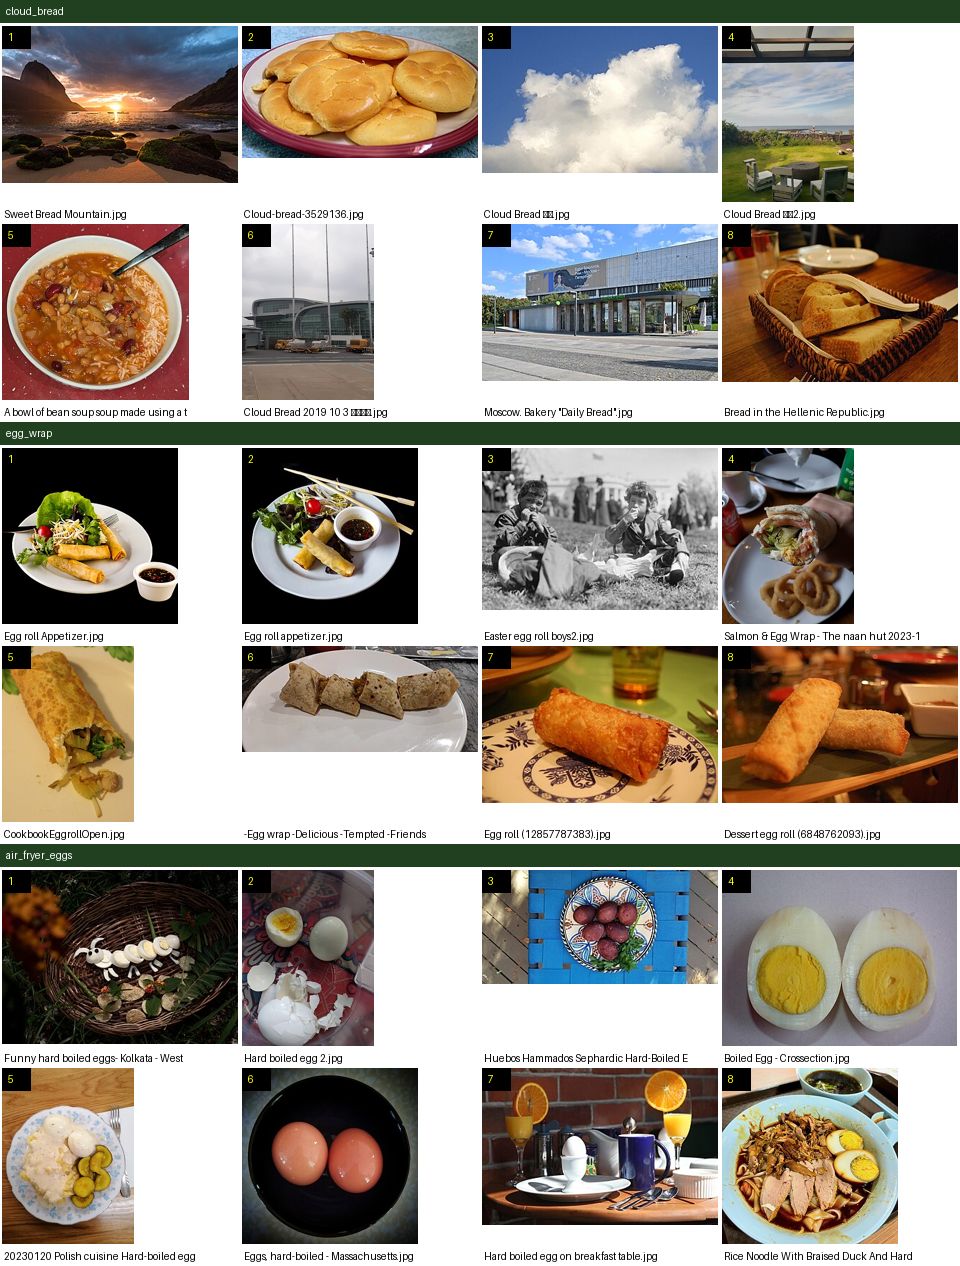 cloud_bread
1
2
3
4
Sweet Bread Mountain.jpg
Cloud-bread-3529136.jpg
Cloud Bread .jpg
Cloud Bread 2.jpg
5
6
7
8
A bowl of bean soup soup made using a t
Cloud Bread 2019 10 3 .jpg
Moscow. Bakery "Daily Bread".jpg
Bread in the Hellenic Republic.jpg
egg_wrap
1
2
3
4
Egg roll Appetizer.jpg
Egg roll appetizer.jpg
Easter egg roll boys2.jpg
Salmon & Egg Wrap - The naan hut 2023-1
5
6
7
8
CookbookEggrollOpen.jpg
-Egg wrap -Delicious -Tempted -Friends
Egg roll (12857787383).jpg
Dessert egg roll (6848762093).jpg
air_fryer_eggs
1
2
3
4
Funny hard boiled eggs- Kolkata - West
Hard boiled egg 2.jpg
Huebos Hammados Sephardic Hard-Boiled E
Boiled Egg - Crossection.jpg
5
6
7
8
20230120 Polish cuisine Hard-boiled egg
Eggs, hard-boiled - Massachusetts.jpg
Hard boiled egg on breakfast table.jpg
Rice Noodle With Braised Duck And Hard